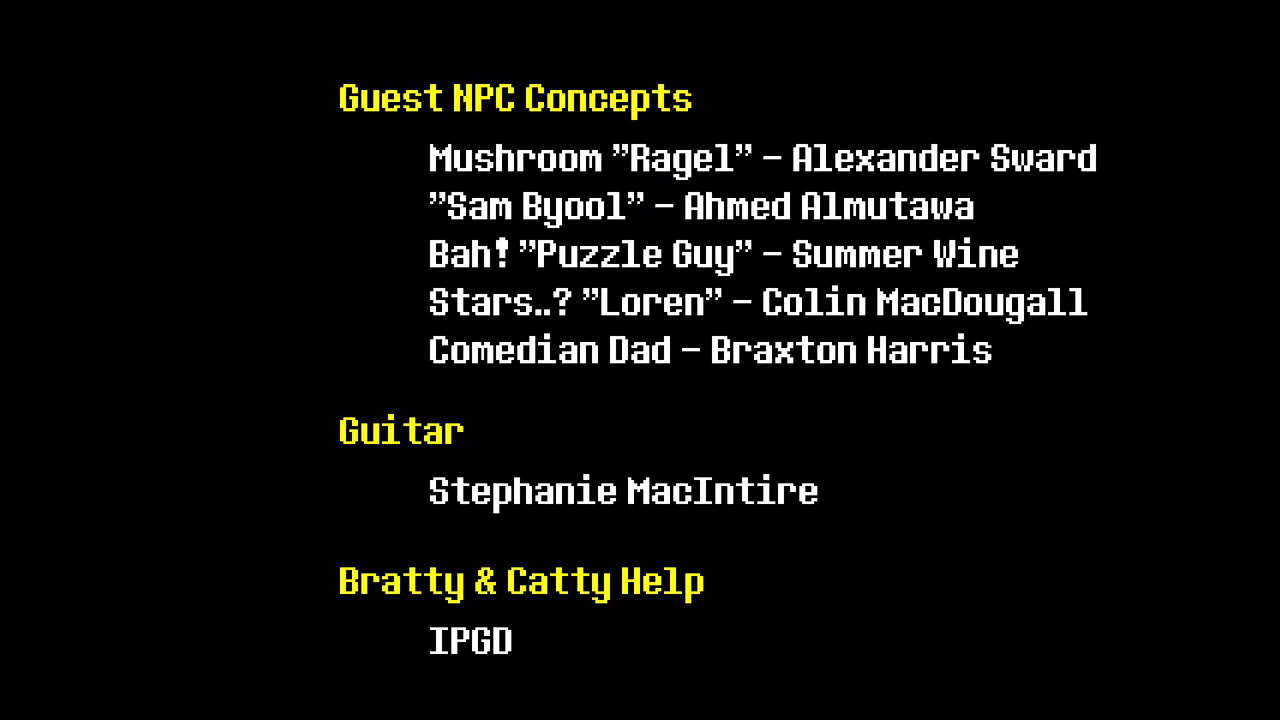 Guest NPC Concepts
Mushroom "Ragel" - Alexander Sward
"Sam Byool" - Ahmed Almutawa
Bah! "Puzzle Guy" - Summer Wine
Stars..? "Loren" - Colin MacDougall
Comedian Dad - Braxton Harris
Guitar
Stephanie MacIntire
Bratty & Catty Help
IPGD